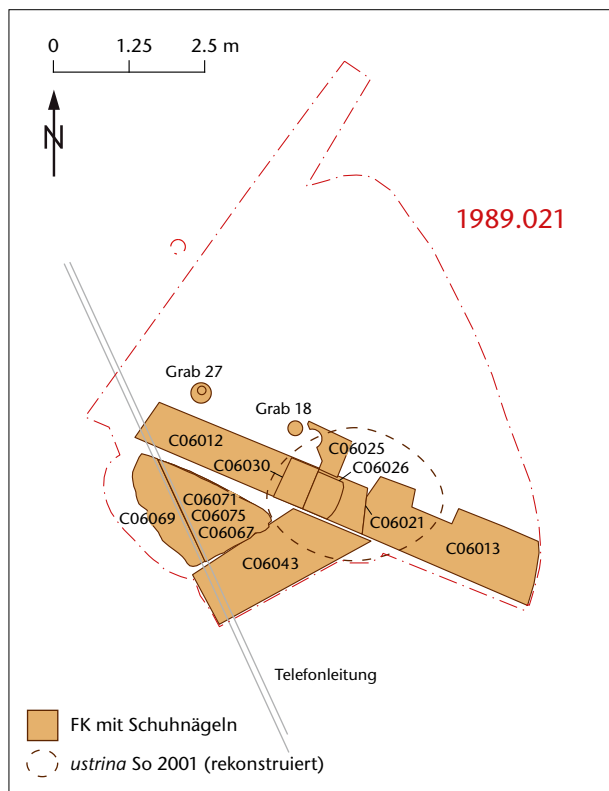 0 1.25 2.5 m
N
1989.021
Grab 27
Grab 18
C06012
C06025
C06030
C06026
C06071
C06069
C06075
C06021
C06067
C06013
C06043
Telefonleitung
FK mit Schuhnägeln
ustrina So 2001 (rekonstruiert)